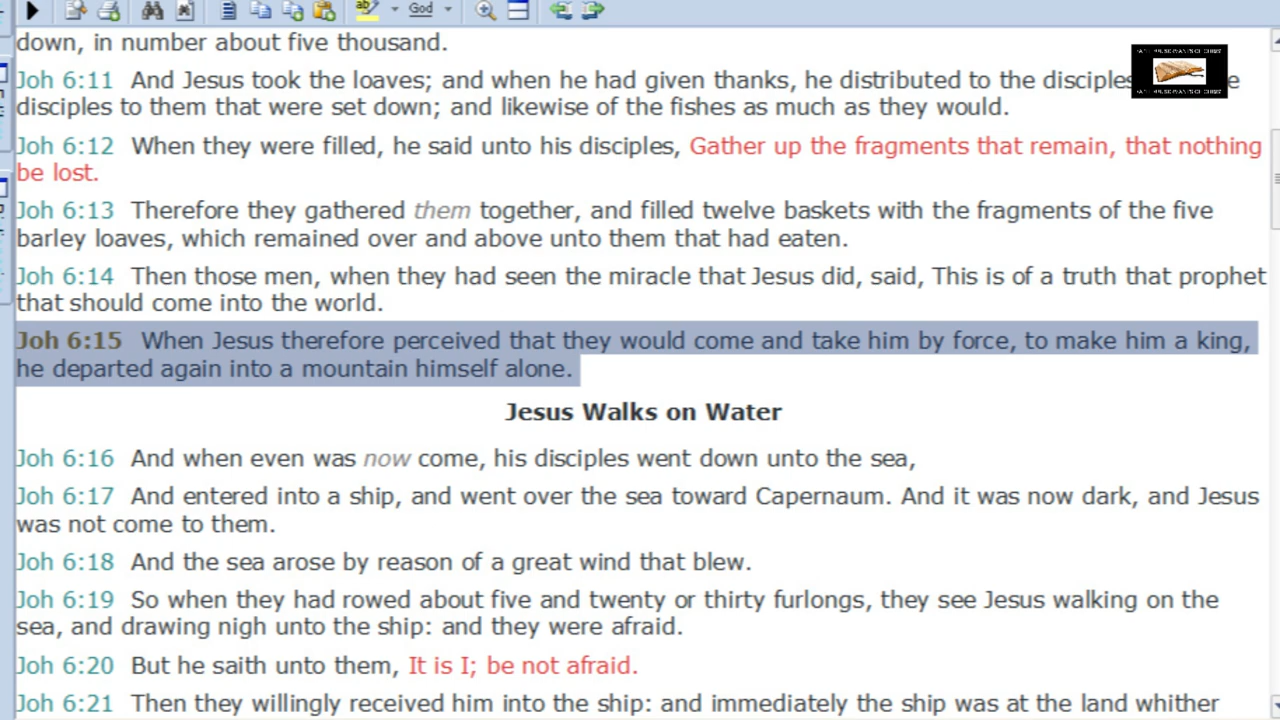 ab
God
down, in number about five thousand.
Joh 6:11 And Jesus took the loaves; and when he had given thanks, he distributed to the
disciples to them that were set down; and likewise of the fishes as much as they would.
Joh 6:12 When they were filled, he said unto his disciples, Gather up the fragments that remain, that nothing
be lost.
Joh 6:13 Therefore they gathered them together, and filled twelve baskets with the fragments of the five
barley loaves, which remained over and above unto them that had eaten.
Joh 6:14 Then those men, when they had seen the miracle that Jesus did, said, This is of a truth that prophet
that should come into the world.
Joh 6:15 When Jesus therefore perceived that they would come and take him by force, to make him a king,
he departed again into a mountain himself alone.
Jesus Walks on Water
Joh 6:16 And when even was now come, his disciples went down unto the sea,
Joh 6:17 And entered into a ship, and went over the sea toward Capernaum. And it was now dark, and Jesus
was not come to them.
Joh 6:18 And the sea arose by reason of a great wind that blew.
Joh 6:19 So when they had rowed about five and twenty or thirty furlongs, they see Jesus walking on the
sea, and drawing nigh unto the ship: and they were afraid.
Joh 6:20 But he saith unto them, It is I; be not afraid.
Joh 6:21 Then they willingly received him into the ship: and immediately the ship was at the land whither